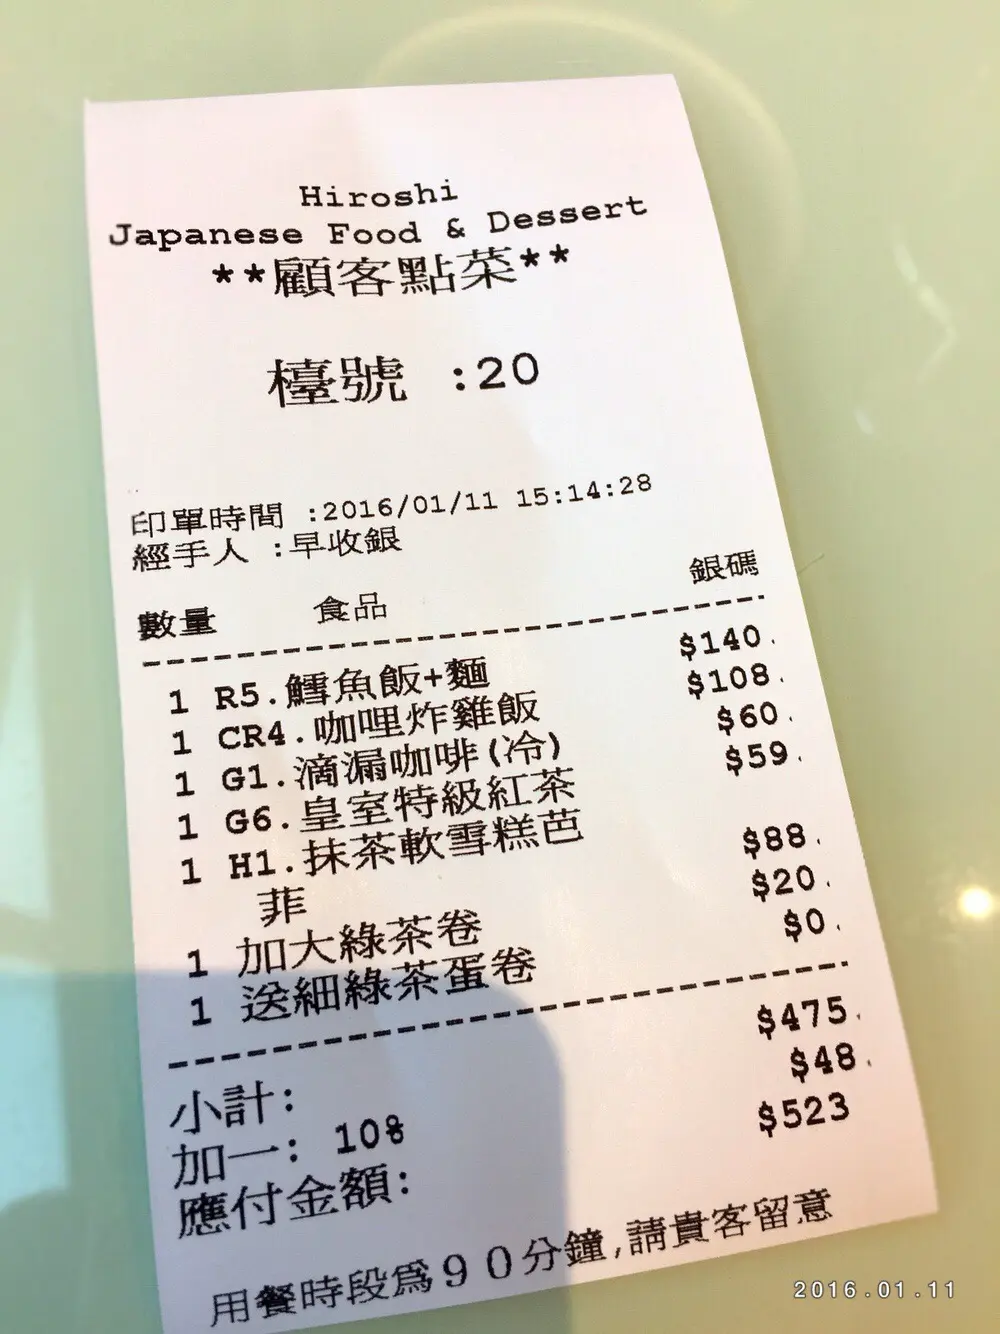 Hiroshi
Japanese Food & Dessert
**顧客點菜**
檯號 :20
印單時間 :2016/01/11 15:14:28
經手人 :早收銀
數量 食品 銀碼
1 R5.鱈魚飯+麵 $140.
1 CR4.咖哩炸雞飯 $108.
1 G1.滴漏咖啡(冷) $60.
1 G6.皇室特級紅茶 $59.
1 H1.抹茶軟雪糕芭
菲 $88.
1 加大綠茶卷 $20.
1 送細綠茶蛋卷 $0.
小計: $475.
加一: 10% $48.
應付金額: $523
用餐時段為９０分鐘,請貴客留意
2016.01.11